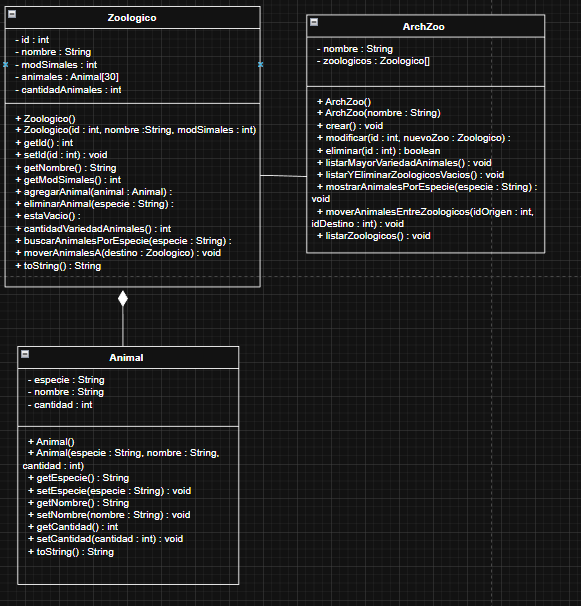 Zoologico
- id : int
- nombre : String
- modSimales : int
- animales : Animal[30]
- cantidadAnimales : int
+ Zoologico()
+ Zoologico(id : int, nombre :String, modSimales : int)
+ getId() : int
+ setId(id : int) : void
+ getNombre() : String
+ getModSimales() : int
+ agregarAnimal(animal : Animal) :
+ eliminarAnimal(especie : String) :
+ estaVacio() :
+ cantidadVariedadAnimales() : int
+ buscarAnimalesPorEspecie(especie : String) :
+ moverAnimalesA(destino : Zoologico) : void
+ toString() : String
ArchZoo
- nombre : String
- zoologicos : Zoologico[]
+ ArchZoo()
+ ArchZoo(nombre : String)
+ crear() : void
+ modificar(id : int, nuevoZoo : Zoologico) :
+ eliminar(id : int) : boolean
+ listarMayorVariedadAnimales() : void
+ listarYEliminarZoologicosVacios() : void
+ mostrarAnimalesPorEspecie(especie : String) :
void
+ moverAnimalesEntreZoologicos(idOrigen : int,
idDestino : int) : void
+ listarZoologicos() : void
Animal
- especie : String
- nombre : String
- cantidad : int
+ Animal()
+ Animal(especie : String, nombre : String,
cantidad : int)
+ getEspecie() : String
+ setEspecie(especie : String) : void
+ getNombre() : String
+ setNombre(nombre : String) : void
+ getCantidad() : int
+ setCantidad(cantidad : int) : void
+ toString() : String